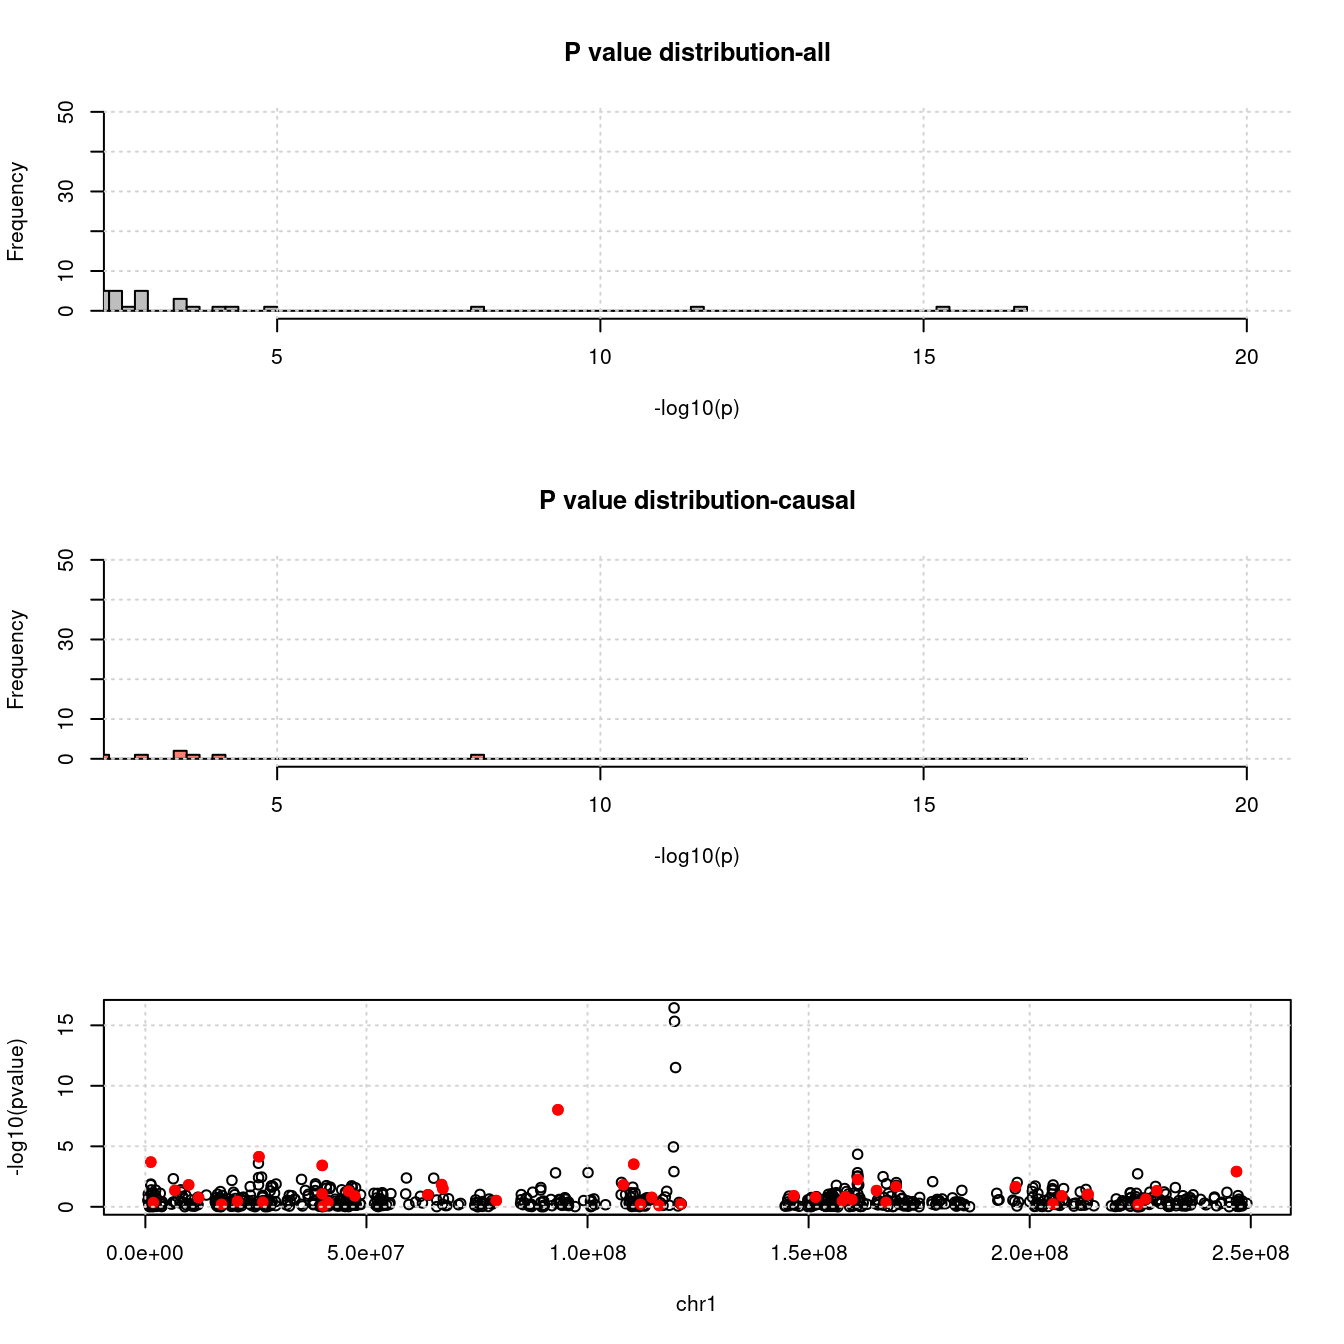 P value distribution-all
Frequency
50
30
10
0
5 10 15 20
-log10(p)
P value distribution-causal
Frequency
50
30
10
0
5 10 15 20
-log10(p)
-log10(pvalue)
15
10
5
0
0.0e+00 5.0e+07 1.0e+08 1.5e+08 2.0e+08 2.5e+08
chr1